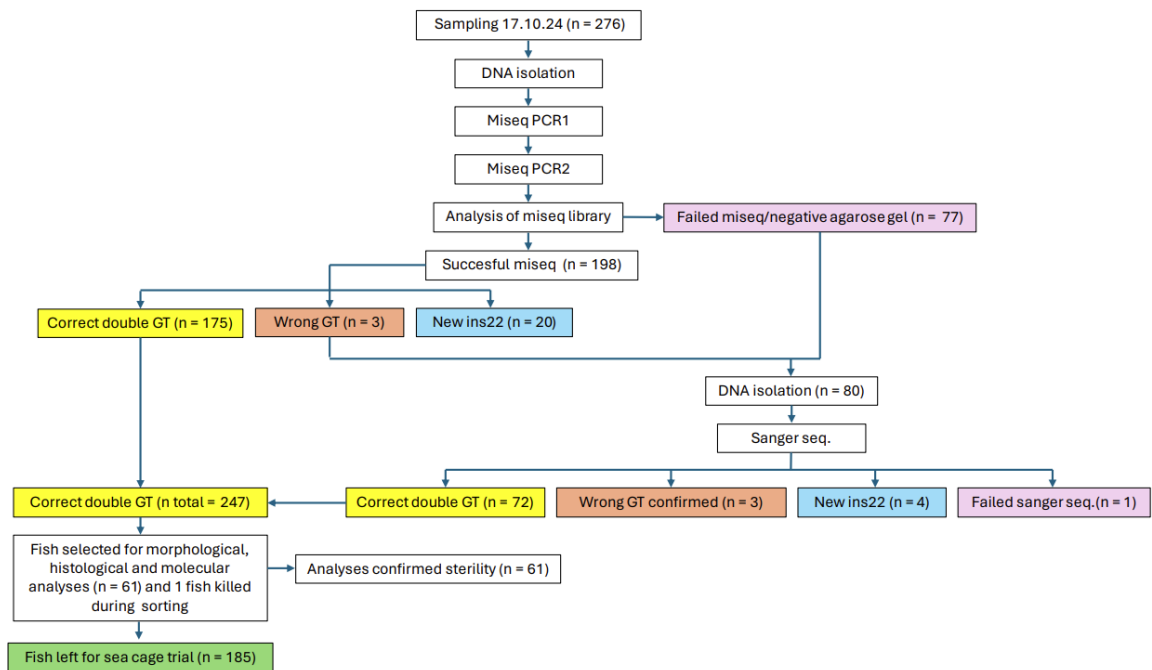 Sampling 17.10.24 (n = 276)
DNA isolation
Miseq PCR1
Miseq PCR2
Analysis of miseq library
Failed miseq/negative agarose gel (n = 77)
Succesful miseq (n = 198)
Correct double GT (n = 175)
Wrong GT (n = 3)
New ins22 (n = 20)
DNA isolation (n = 80)
Sanger seq.
Correct double GT (n total = 247)
Correct double GT (n = 72)
Wrong GT confirmed (n = 3)
New ins22 (n = 4)
Failed sanger seq.(n = 1)
Fish selected for morphological,
histological and molecular
analyses (n = 61) and 1 fish killed
during sorting
Analyses confirmed sterility (n = 61)
Fish left for sea cage trial (n = 185)